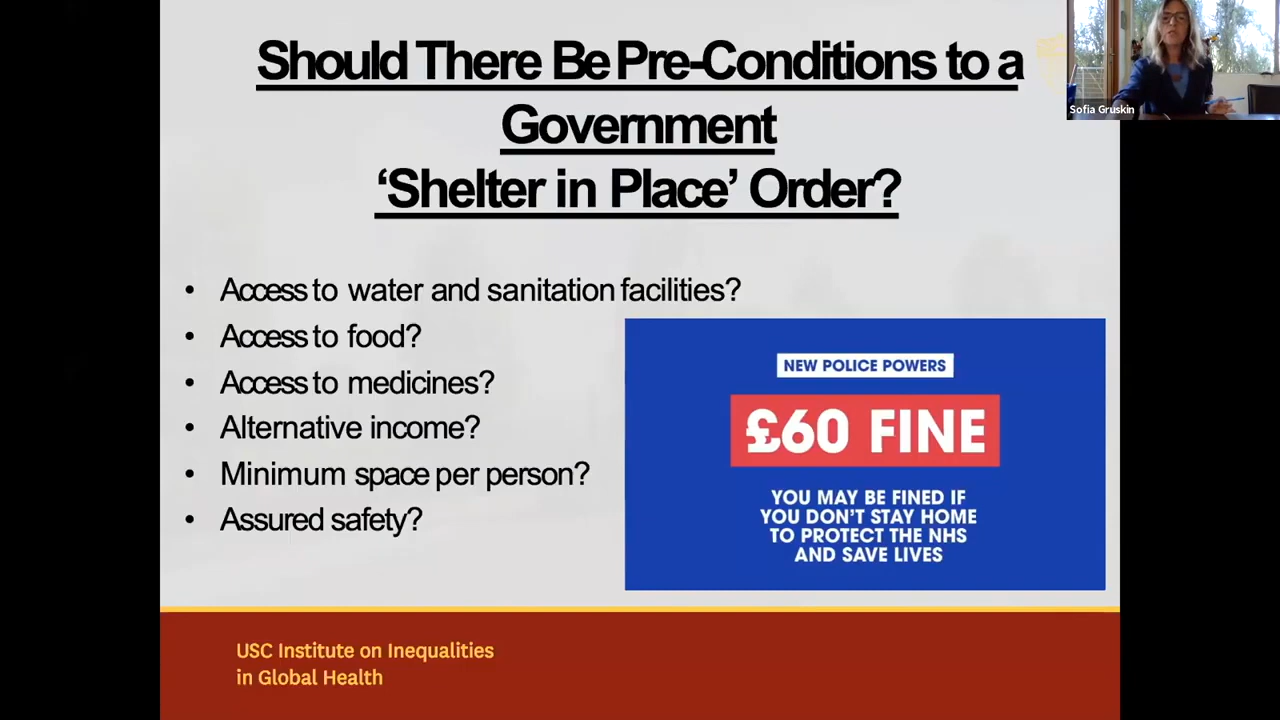 Should There Be Pre-Conditions to a
Government
‘Shelter in Place’ Order?
Sofia Gruskin
• Access to water and sanitation facilities?
• Access to food?
• Access to medicines?
• Alternative income?
• Minimum space per person?
• Assured safety?
NEW POLICE POWERS
£60 FINE
YOU MAY BE FINED IF
YOU DON’T STAY HOME
TO PROTECT THE NHS
AND SAVE LIVES
USC Institute on Inequalities
in Global Health